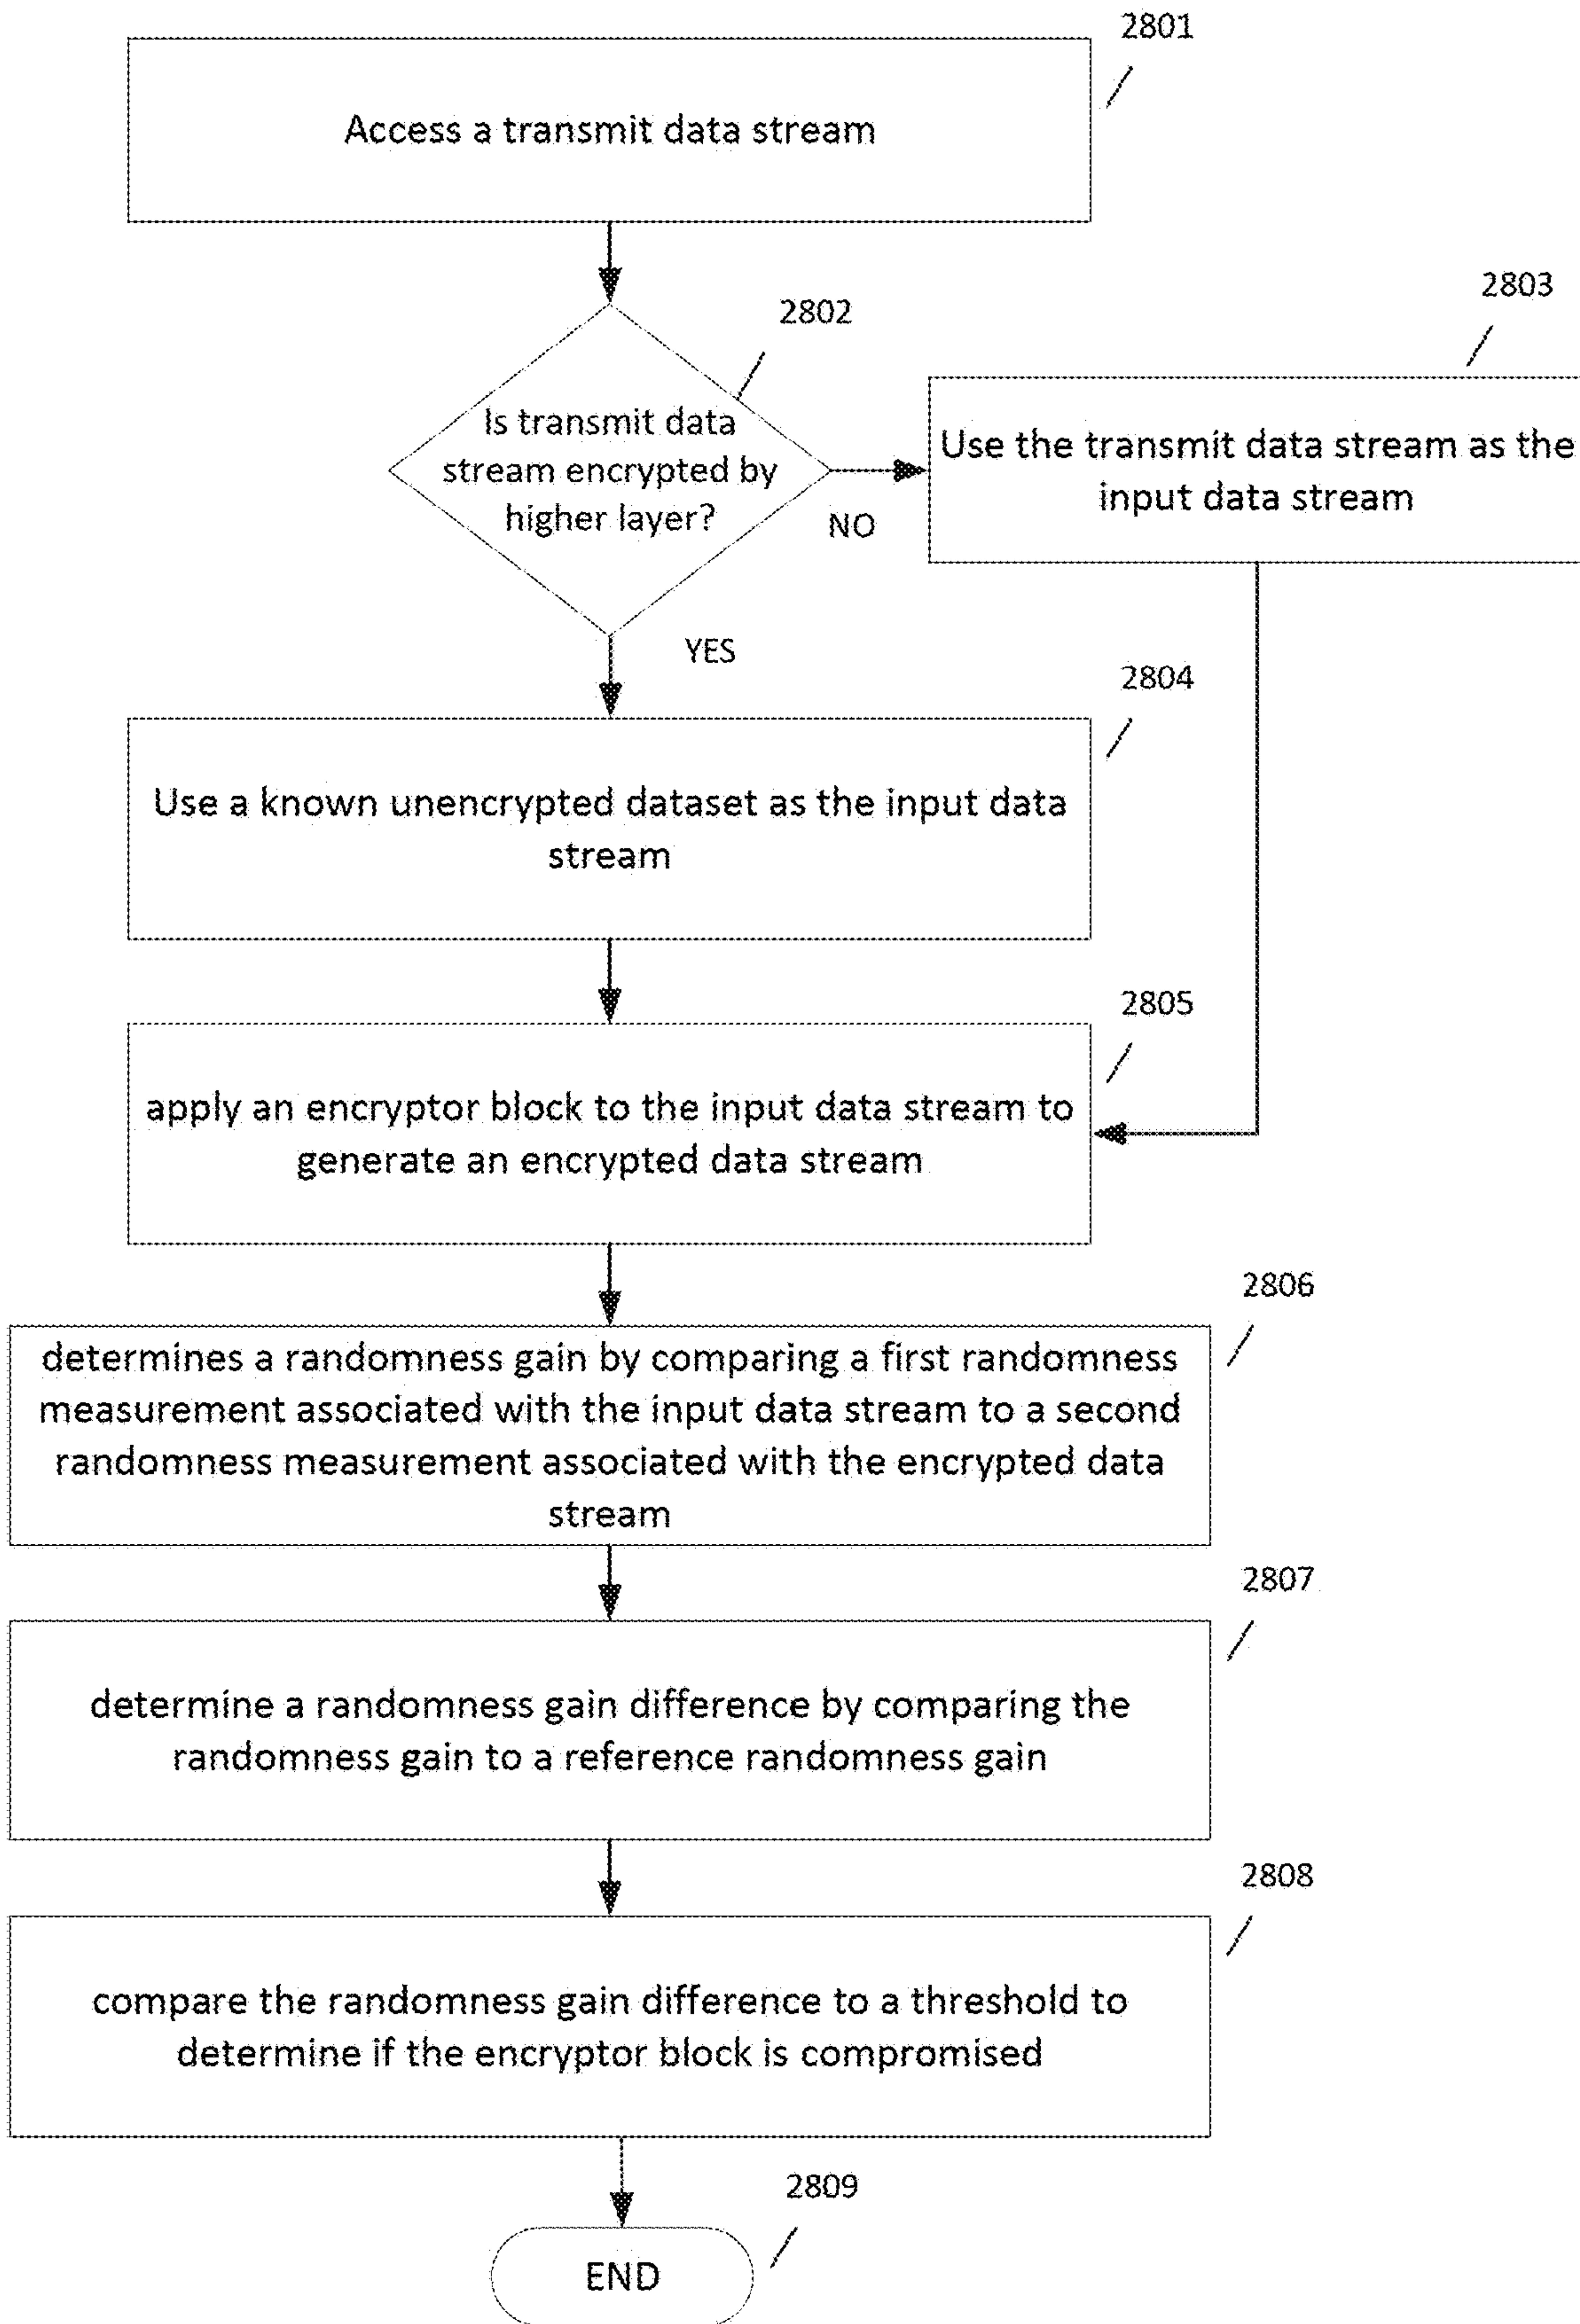 2801
Access a transmit data stream
2802
2803
Is transmit data
stream encrypted by
higher layer?
NO
Use the transmit data stream as the
input data stream
YES
2804
Use a known unencrypted dataset as the input data
stream
2805
apply an encryptor block to the input data stream to
generate an encrypted data stream
2806
determines a randomness gain by comparing a first randomness
measurement associated with the input data stream to a second
randomness measurement associated with the encrypted data
stream
2807
determine a randomness gain difference by comparing the
randomness gain to a reference randomness gain
2808
compare the randomness gain difference to a threshold to
determine if the encryptor block is compromised
2809
END